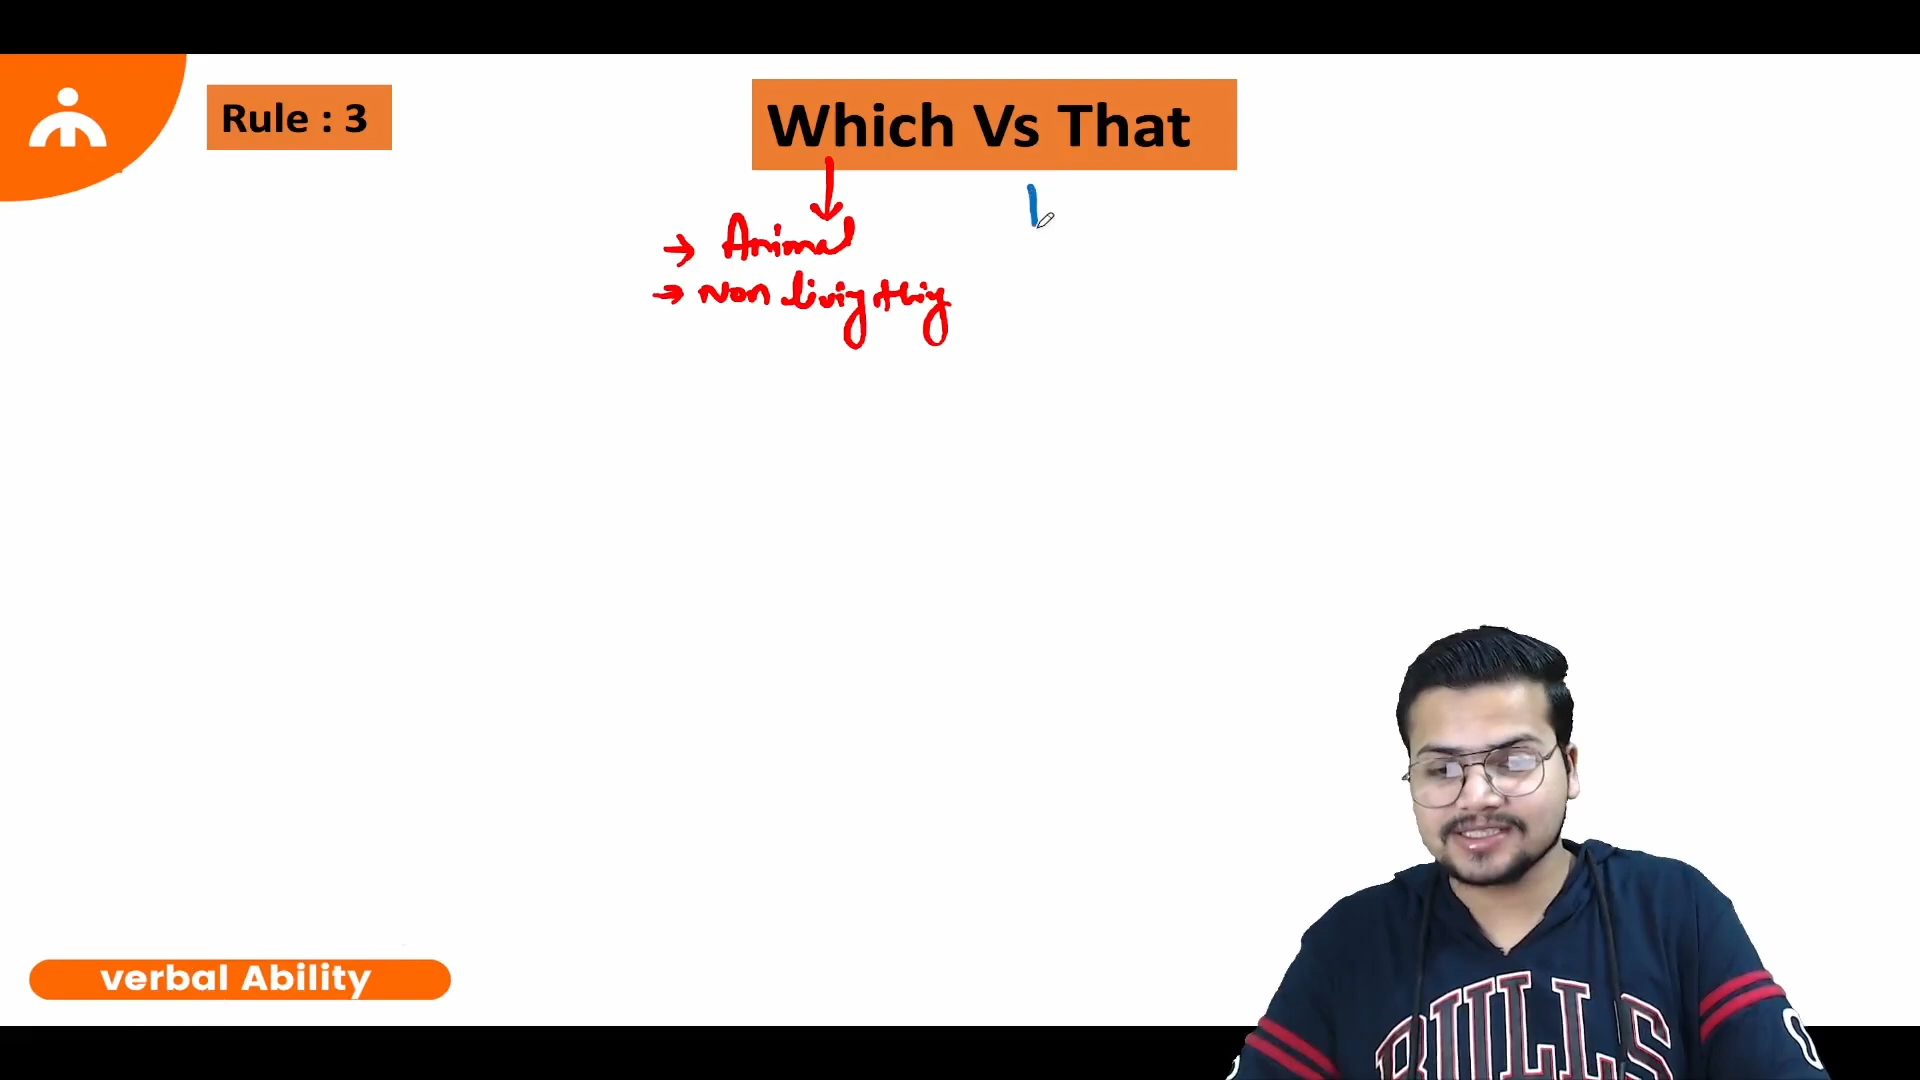 Rule : 3
Which Vs That
→ Animal
→ Non living thing
verbal Ability
BULLS